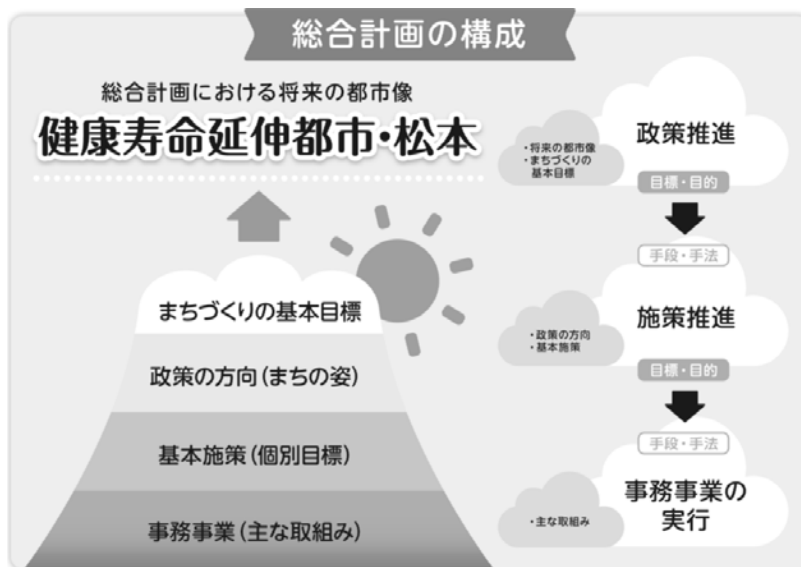 総合計画の構成
総合計画における将来の都市像
健康寿命延伸都市・松本
まちづくりの基本目標
政策の方向(まちの姿)
基本施策(個別目標)
事務事業(主な取組み)
・将来の都市像
・まちづくりの
基本目標
政策推進
目標・目的
手段・手法
・政策の方向
・基本施策
施策推進
目標・目的
手段・手法
・主な取組み
事務事業の
実行